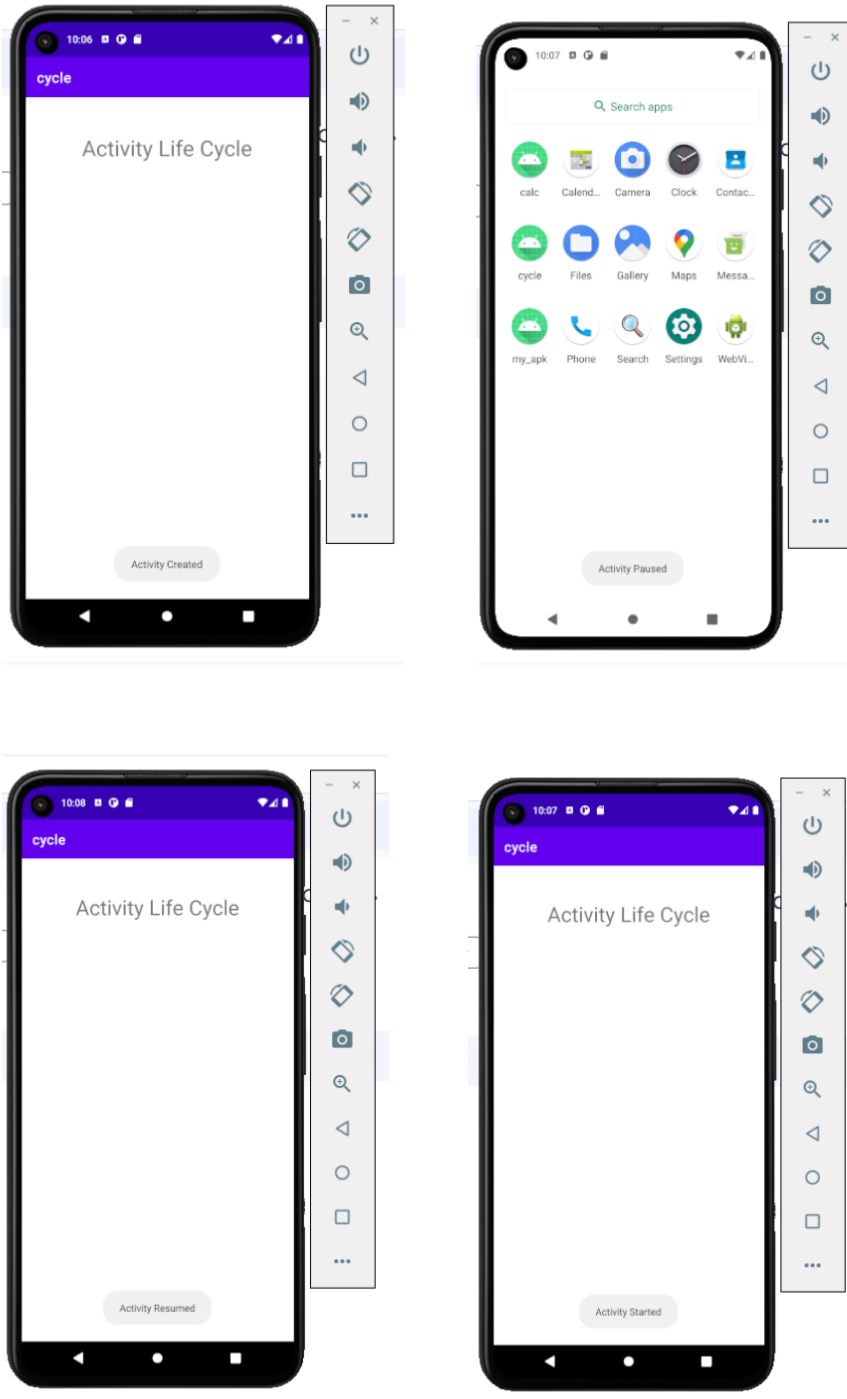 10:06
cycle
Activity Life Cycle
Activity Created
10:07
Search apps
calc Calend... Camera Clock Contac...
cycle Files Gallery Maps Messa...
my_apk Phone Search Settings WebVi...
Activity Paused
10:08
cycle
Activity Life Cycle
Activity Resumed
10:07
cycle
Activity Life Cycle
Activity Started